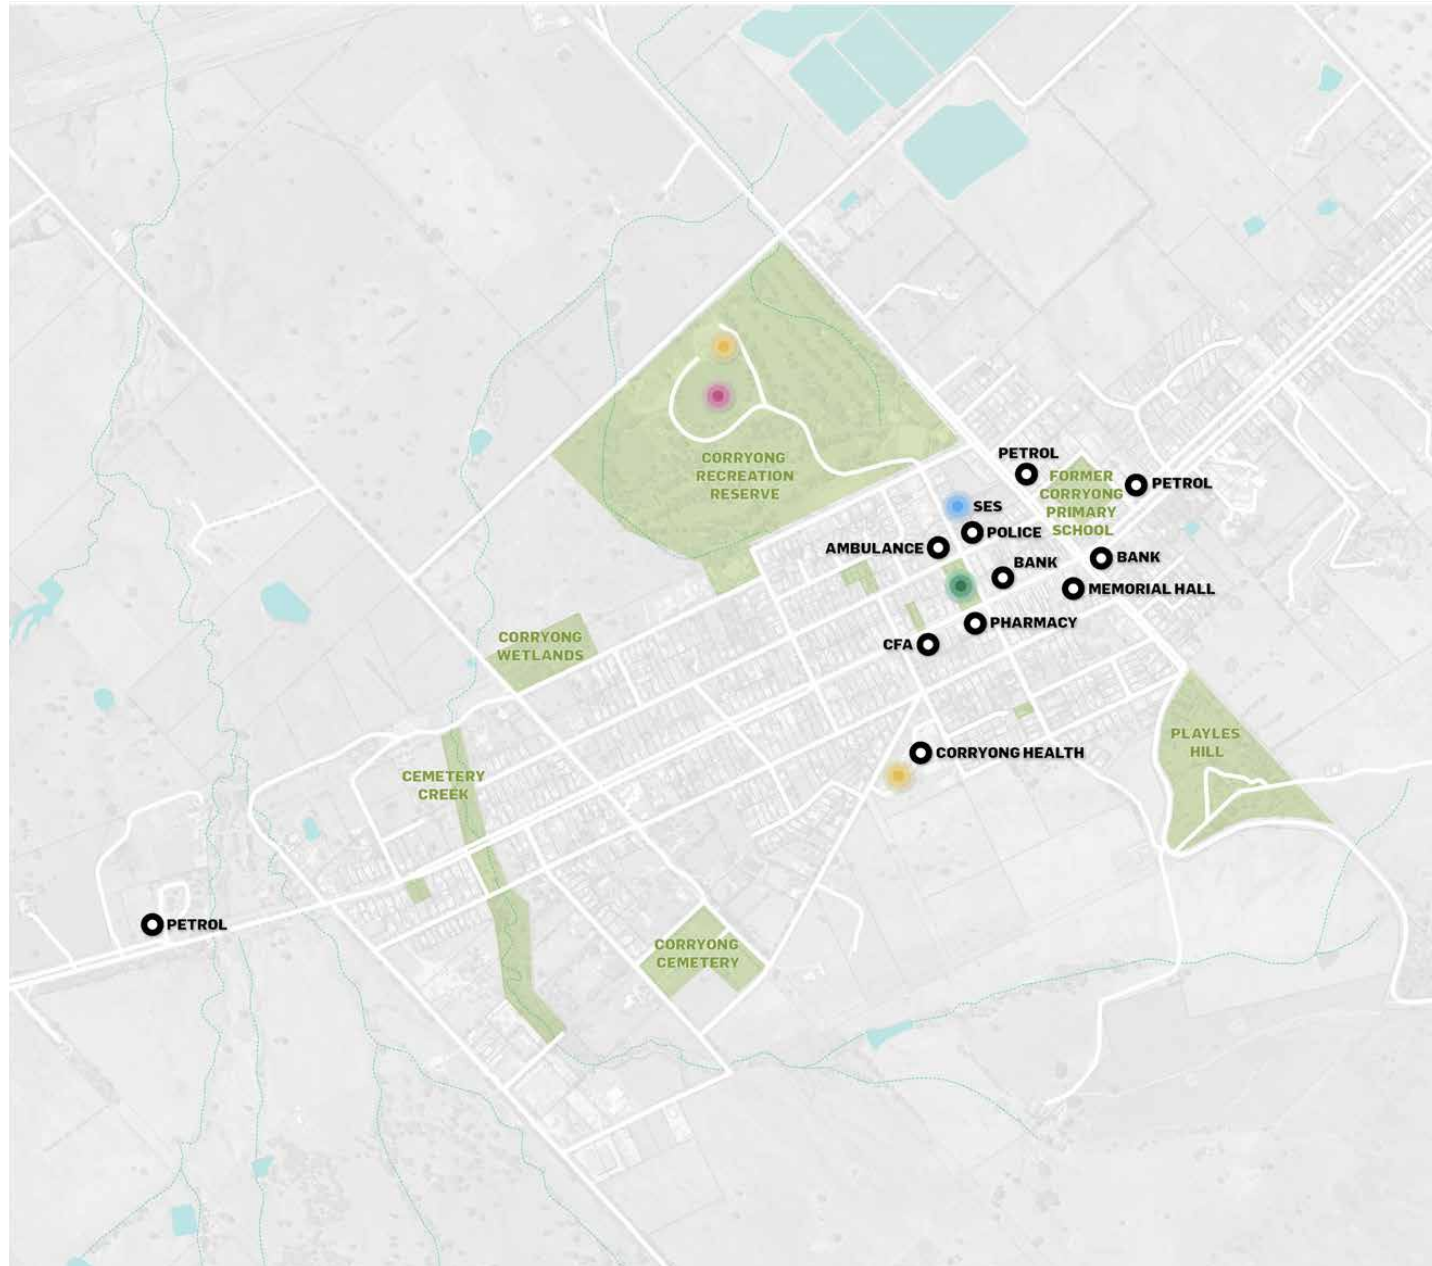 CORRYONG
RECREATION
RESERVE
PETROL
FORMER
CORRYONG
PRIMARY
SCHOOL
PETROL
SES
POLICE
AMBULANCE
BANK
BANK
MEMORIAL HALL
PHARMACY
CFA
CORRYONG
WETLANDS
PLAYLES
HILL
CORRYONG HEALTH
CEMETERY
CREEK
PETROL
CORRYONG
CEMETERY